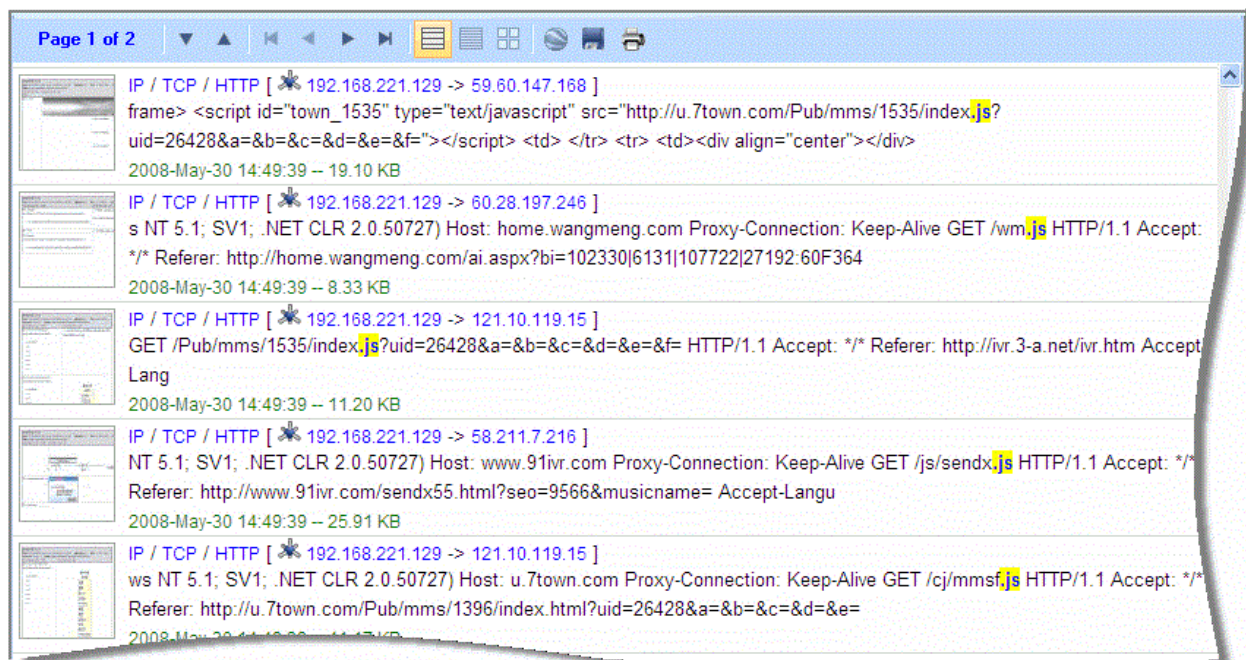 Page 1 of 2
IP / TCP / HTTP [ 192.168.221.129 -> 59.60.147.168 ]
frame> <script id="town_1535" type="text/javascript" src="http://u.7town.com/Pub/mms/1535/index.js?
uid=26428&a=&b=&c=&d=&e=&f="></script> <td> </tr> <tr> <td><div align="center"></div>
2008-May-30 14:49:39 -- 19.10 KB
IP / TCP / HTTP [ 192.168.221.129 -> 60.28.197.246 ]
s NT 5.1; SV1; .NET CLR 2.0.50727) Host: home.wangmeng.com Proxy-Connection: Keep-Alive GET /wm.js HTTP/1.1 Accept:
*/* Referer: http://home.wangmeng.com/ai.aspx?bi=102330|6131|107722|27192:60F364
2008-May-30 14:49:39 -- 8.33 KB
IP / TCP / HTTP [ 192.168.221.129 -> 121.10.119.15 ]
GET /Pub/mms/1535/index.js?uid=26428&a=&b=&c=&d=&e=&f= HTTP/1.1 Accept: */* Referer: http://ivr.3-a.net/ivr.htm Accept
Lang
2008-May-30 14:49:39 -- 11.20 KB
IP / TCP / HTTP [ 192.168.221.129 -> 58.211.7.216 ]
NT 5.1; SV1; .NET CLR 2.0.50727) Host: www.91ivr.com Proxy-Connection: Keep-Alive GET /js/sendx.js HTTP/1.1 Accept: */*
Referer: http://www.91ivr.com/sendx55.html?seo=9566&musicname= Accept-Langu
2008-May-30 14:49:39 -- 25.91 KB
IP / TCP / HTTP [ 192.168.221.129 -> 121.10.119.15 ]
ws NT 5.1; SV1; .NET CLR 2.0.50727) Host: u.7town.com Proxy-Connection: Keep-Alive GET /cj/mmsf.js HTTP/1.1 Accept: */*
Referer: http://u.7town.com/Pub/mms/1396/index.html?uid=26428&a=&b=&c=&d=&e=
2008-May